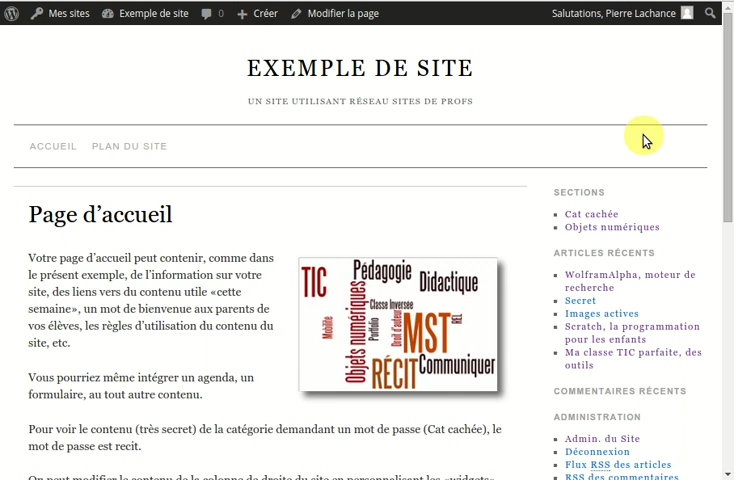 Mes sites Exemple de site 0 Créer Modifier la page Salutations, Pierre Lachance
EXEMPLE DE SITE
UN SITE UTILISANT RÉSEAU SITES DE PROFS
ACCUEIL PLAN DU SITE
Page d’accueil
Votre page d’accueil peut contenir, comme dans
le présent exemple, de l’information sur votre
site, des liens vers du contenu utile «cette
semaine», un mot de bienvenue aux parents de
vos élèves, les règles d’utilisation du contenu du
site, etc.
Vous pourriez même intégrer un agenda, un
formulaire, au tout autre contenu.
TIC
Pédagogie
Didactique
Classe Inversée
Mobilité
Objets numériques
Portfolio
Droit d'auteur
MST
REL
RÉCIT
Communiquer
Pour voir le contenu (très secret) de la catégorie demandant un mot de passe (Cat cachée), le
mot de passe est recit.
On peut modifier le contenu de la colonne de droite du site en personnalisant les «widgets».
SECTIONS
Cat cachée
Objets numériques
ARTICLES RÉCENTS
WolframAlpha, moteur de
recherche
Secret
Images actives
Scratch, la programmation
pour les enfants
Ma classe TIC parfaite, des
outils
COMMENTAIRES RÉCENTS
ADMINISTRATION
Admin. du Site
Déconnexion
Flux RSS des articles
RSS des commentaires